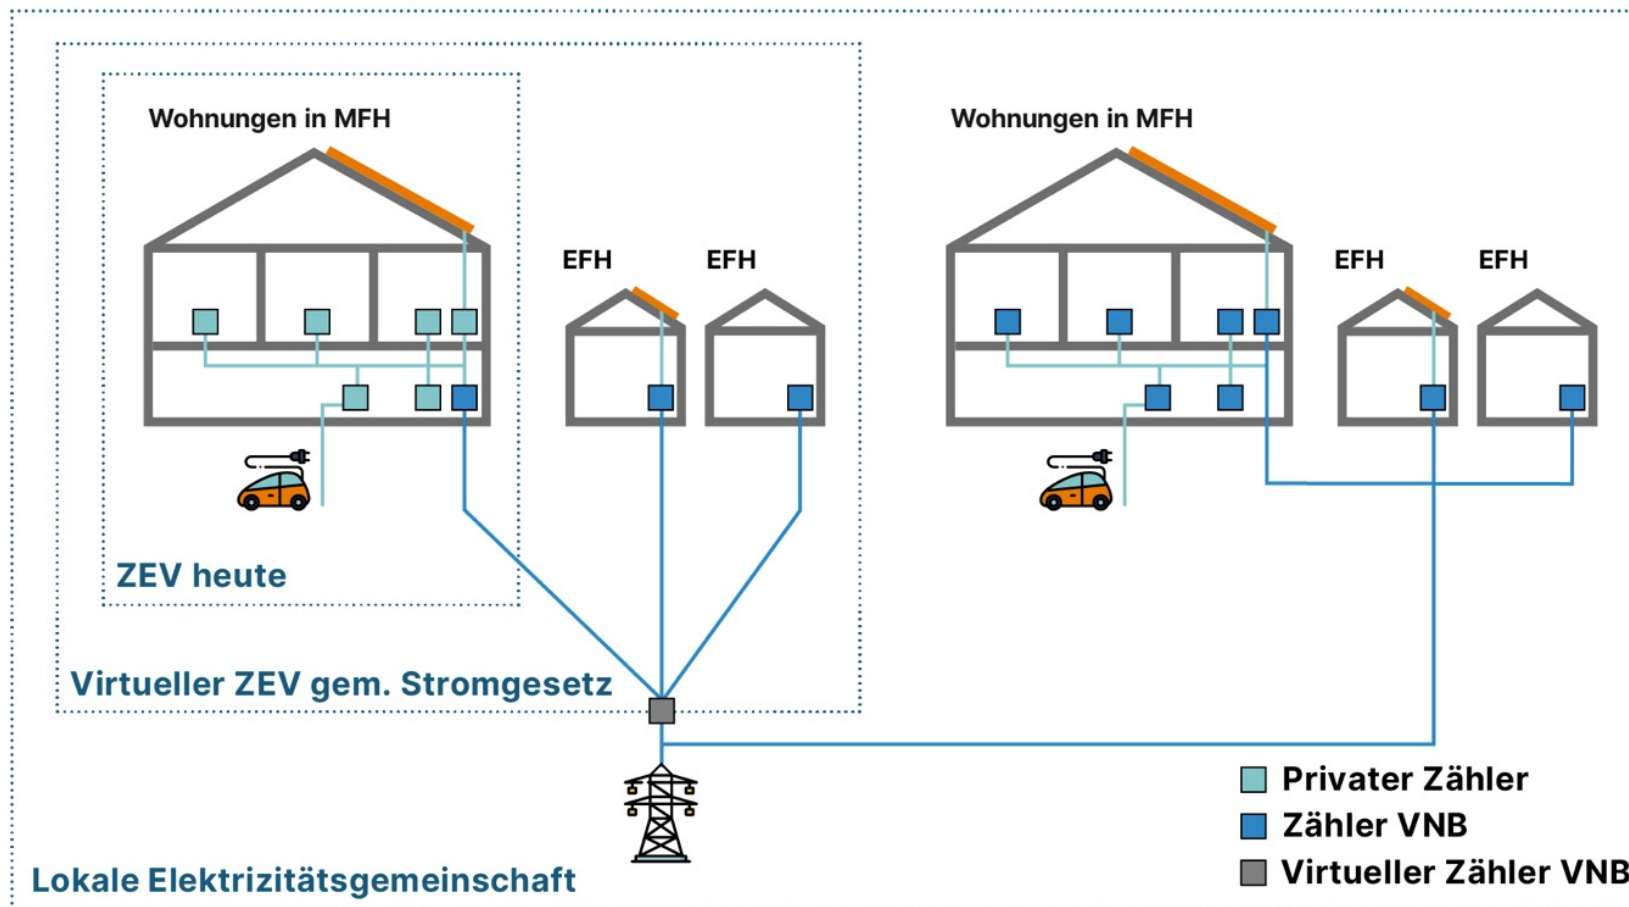 Wohnungen in MFH
EFH
EFH
Wohnungen in MFH
EFH
EFH
ZEV heute
Virtueller ZEV gem. Stromgesetz
Lokale Elektrizitätsgemeinschaft
Privater Zähler
Zähler VNB
Virtueller Zähler VNB